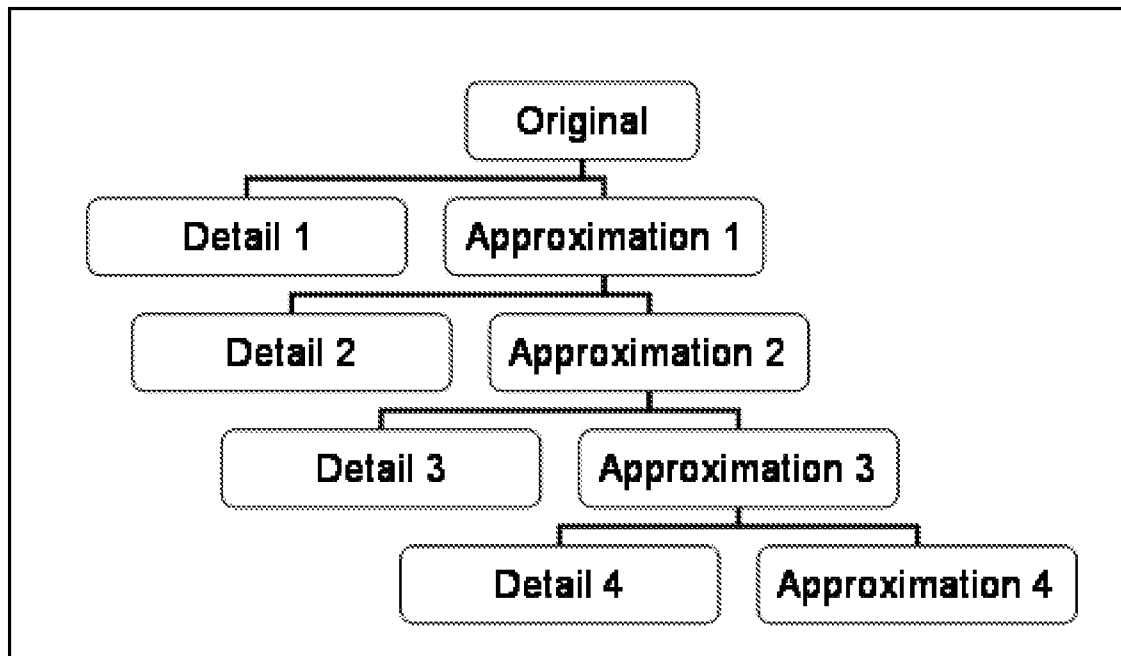 Original
Detail 1
Approximation 1
Detail 2
Approximation 2
Detail 3
Approximation 3
Detail 4
Approximation 4